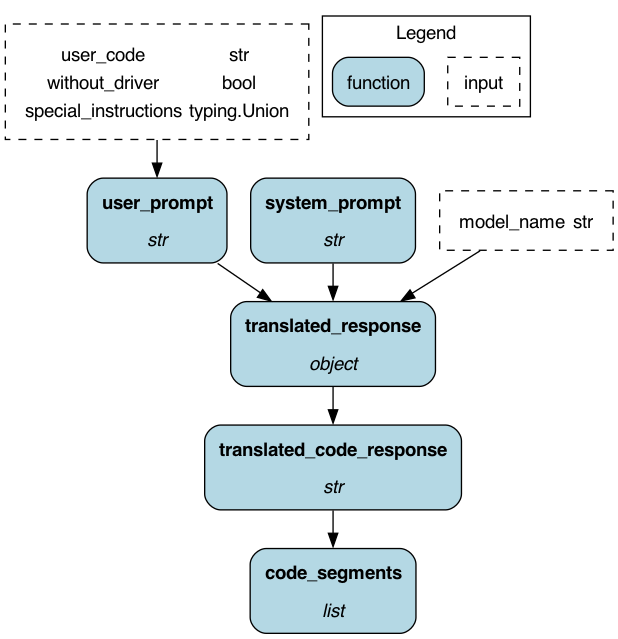 user_code str
without_driver bool
special_instructions typing.Union
Legend
function
input
user_prompt
str
system_prompt
str
model_name str
translated_response
object
translated_code_response
str
code_segments
list